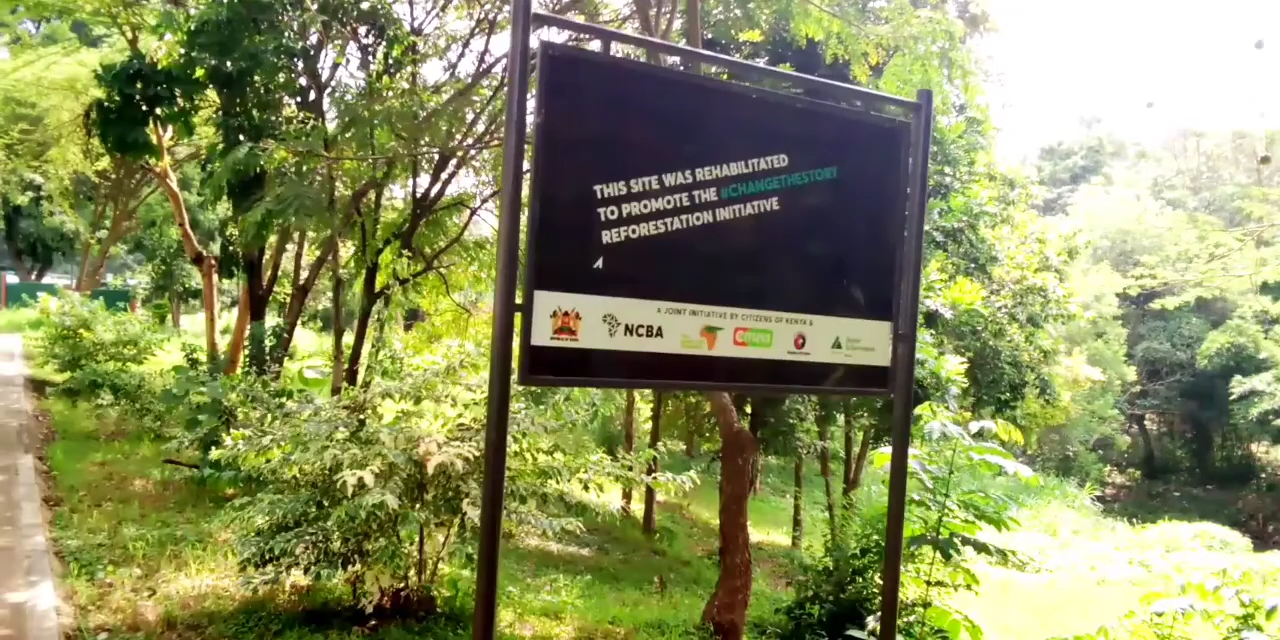 THIS SITE WAS REHABILITATED
TO PROMOTE THE #CHANGETHESTORY
REFORESTATION INITIATIVE
A JOINT INITIATIVE BY CITIZENS OF KENYA &
NCBA